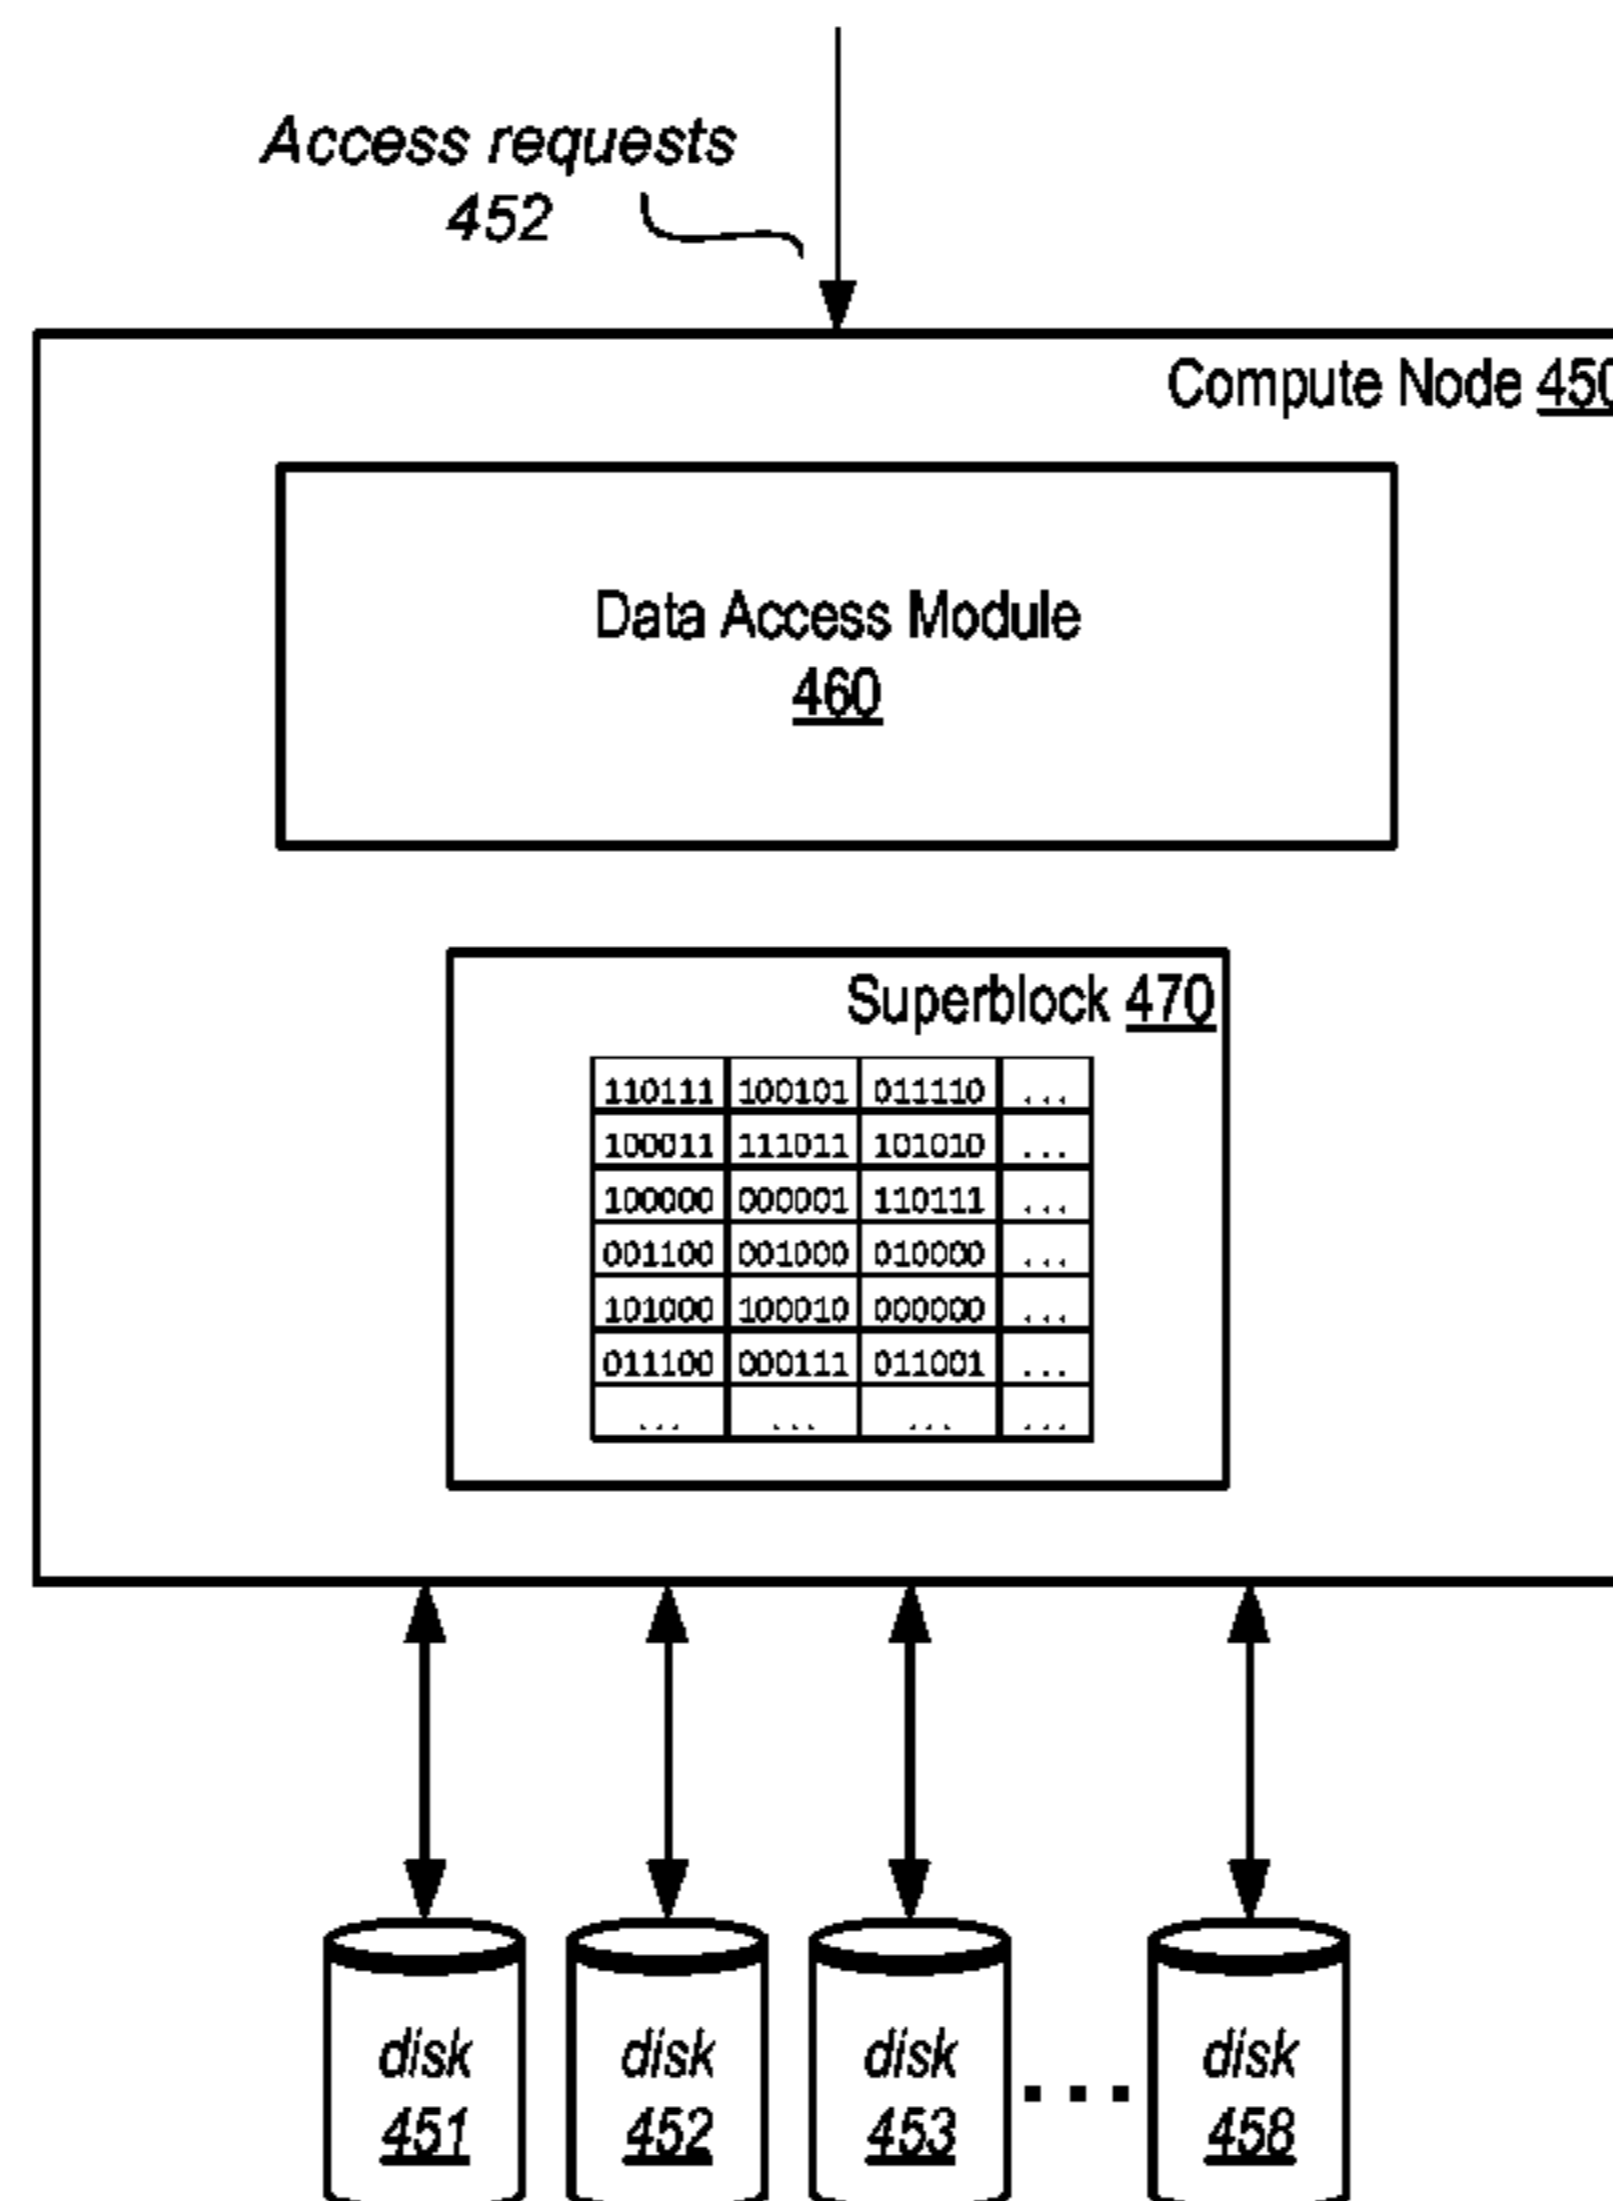 Access requests
452
Compute Node 450
Data Access Module
460
Superblock 470
110111 100101 011110 ...
100011 111011 101010 ...
100000 000001 110111 ...
001100 001000 010000 ...
101000 100010 000000 ...
011100 000111 011001 ...
... ... ... ...
disk disk disk disk
451 452 453 ... 458